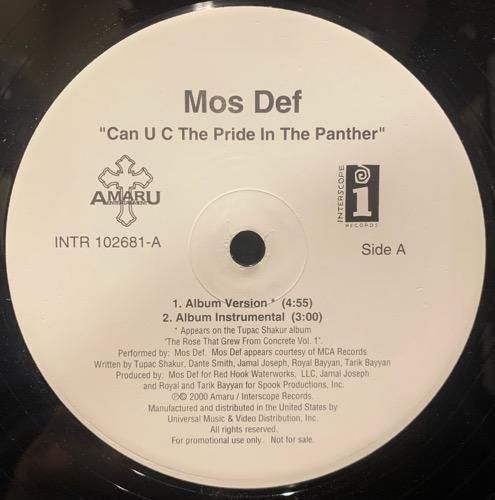 Mos Def
"Can U C The Pride In The Panther"
AMARU
ENTERTAINMENT
INTERSCOPE
i
RECORDS
INTR 102681-A
Side A
1. Album Version * (4:55)
2. Album Instrumental (3:00)
* Appears on the Tupac Shakur album
'The Rose That Grew From Concrete Vol. 1'.
Performed by: Mos Def. Mos Def appears courtesy of MCA Records
Written by Tupac Shakur, Dante Smith, Jamal Joseph, Royal Bayyan, Tarik Bayyan
Produced by: Mos Def for Red Hook Waterworks, LLC, Jamal Joseph
and Royal and Tarik Bayyan for Spook Productions, Inc.
℗© 2000 Amaru / Interscope Records.
Manufactured and distributed in the United States by
Universal Music & Video Distribution, Inc.
All rights reserved.
For promotional use only. Not for sale.